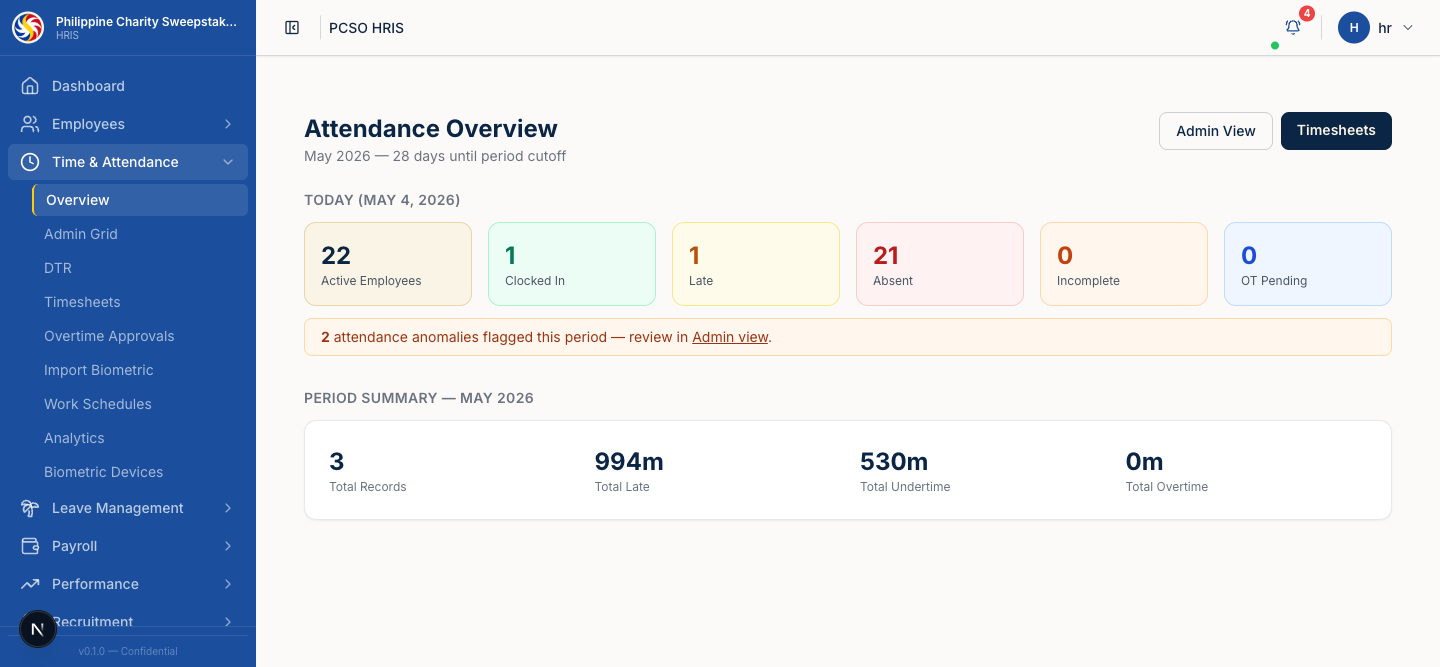 Philippine Charity Sweepstak...
HRIS
PCSO HRIS
4
H
hr
Dashboard
Employees
Time & Attendance
Overview
Admin Grid
DTR
Timesheets
Overtime Approvals
Import Biometric
Work Schedules
Analytics
Biometric Devices
Leave Management
Payroll
Performance
Recruitment
N
v0.1.0 — Confidential
Attendance Overview
May 2026 — 28 days until period cutoff
Admin View
Timesheets
TODAY (MAY 4, 2026)
22
Active Employees
1
Clocked In
1
Late
21
Absent
0
Incomplete
0
OT Pending
2 attendance anomalies flagged this period — review in Admin view.
PERIOD SUMMARY — MAY 2026
3
Total Records
994m
Total Late
530m
Total Undertime
0m
Total Overtime